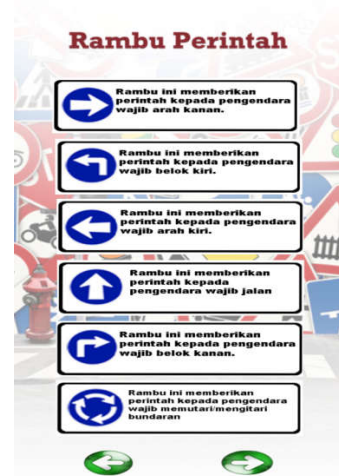 Rambu Perintah
Rambu ini memberikan
perintah kepada pengendara
wajib arah kanan.
Rambu ini memberikan
perintah kepada pengendara
wajib belok kiri.
Rambu ini memberikan
perintah kepada pengendara
wajib arah kiri.
Rambu ini memberikan
perintah kepada
pengendara wajib jalan
Rambu ini memberikan
perintah kepada pengendara
wajib belok kanan.
Rambu ini memberikan
perintah kepada pengendara
wajib memutari/mengitari
bundaran